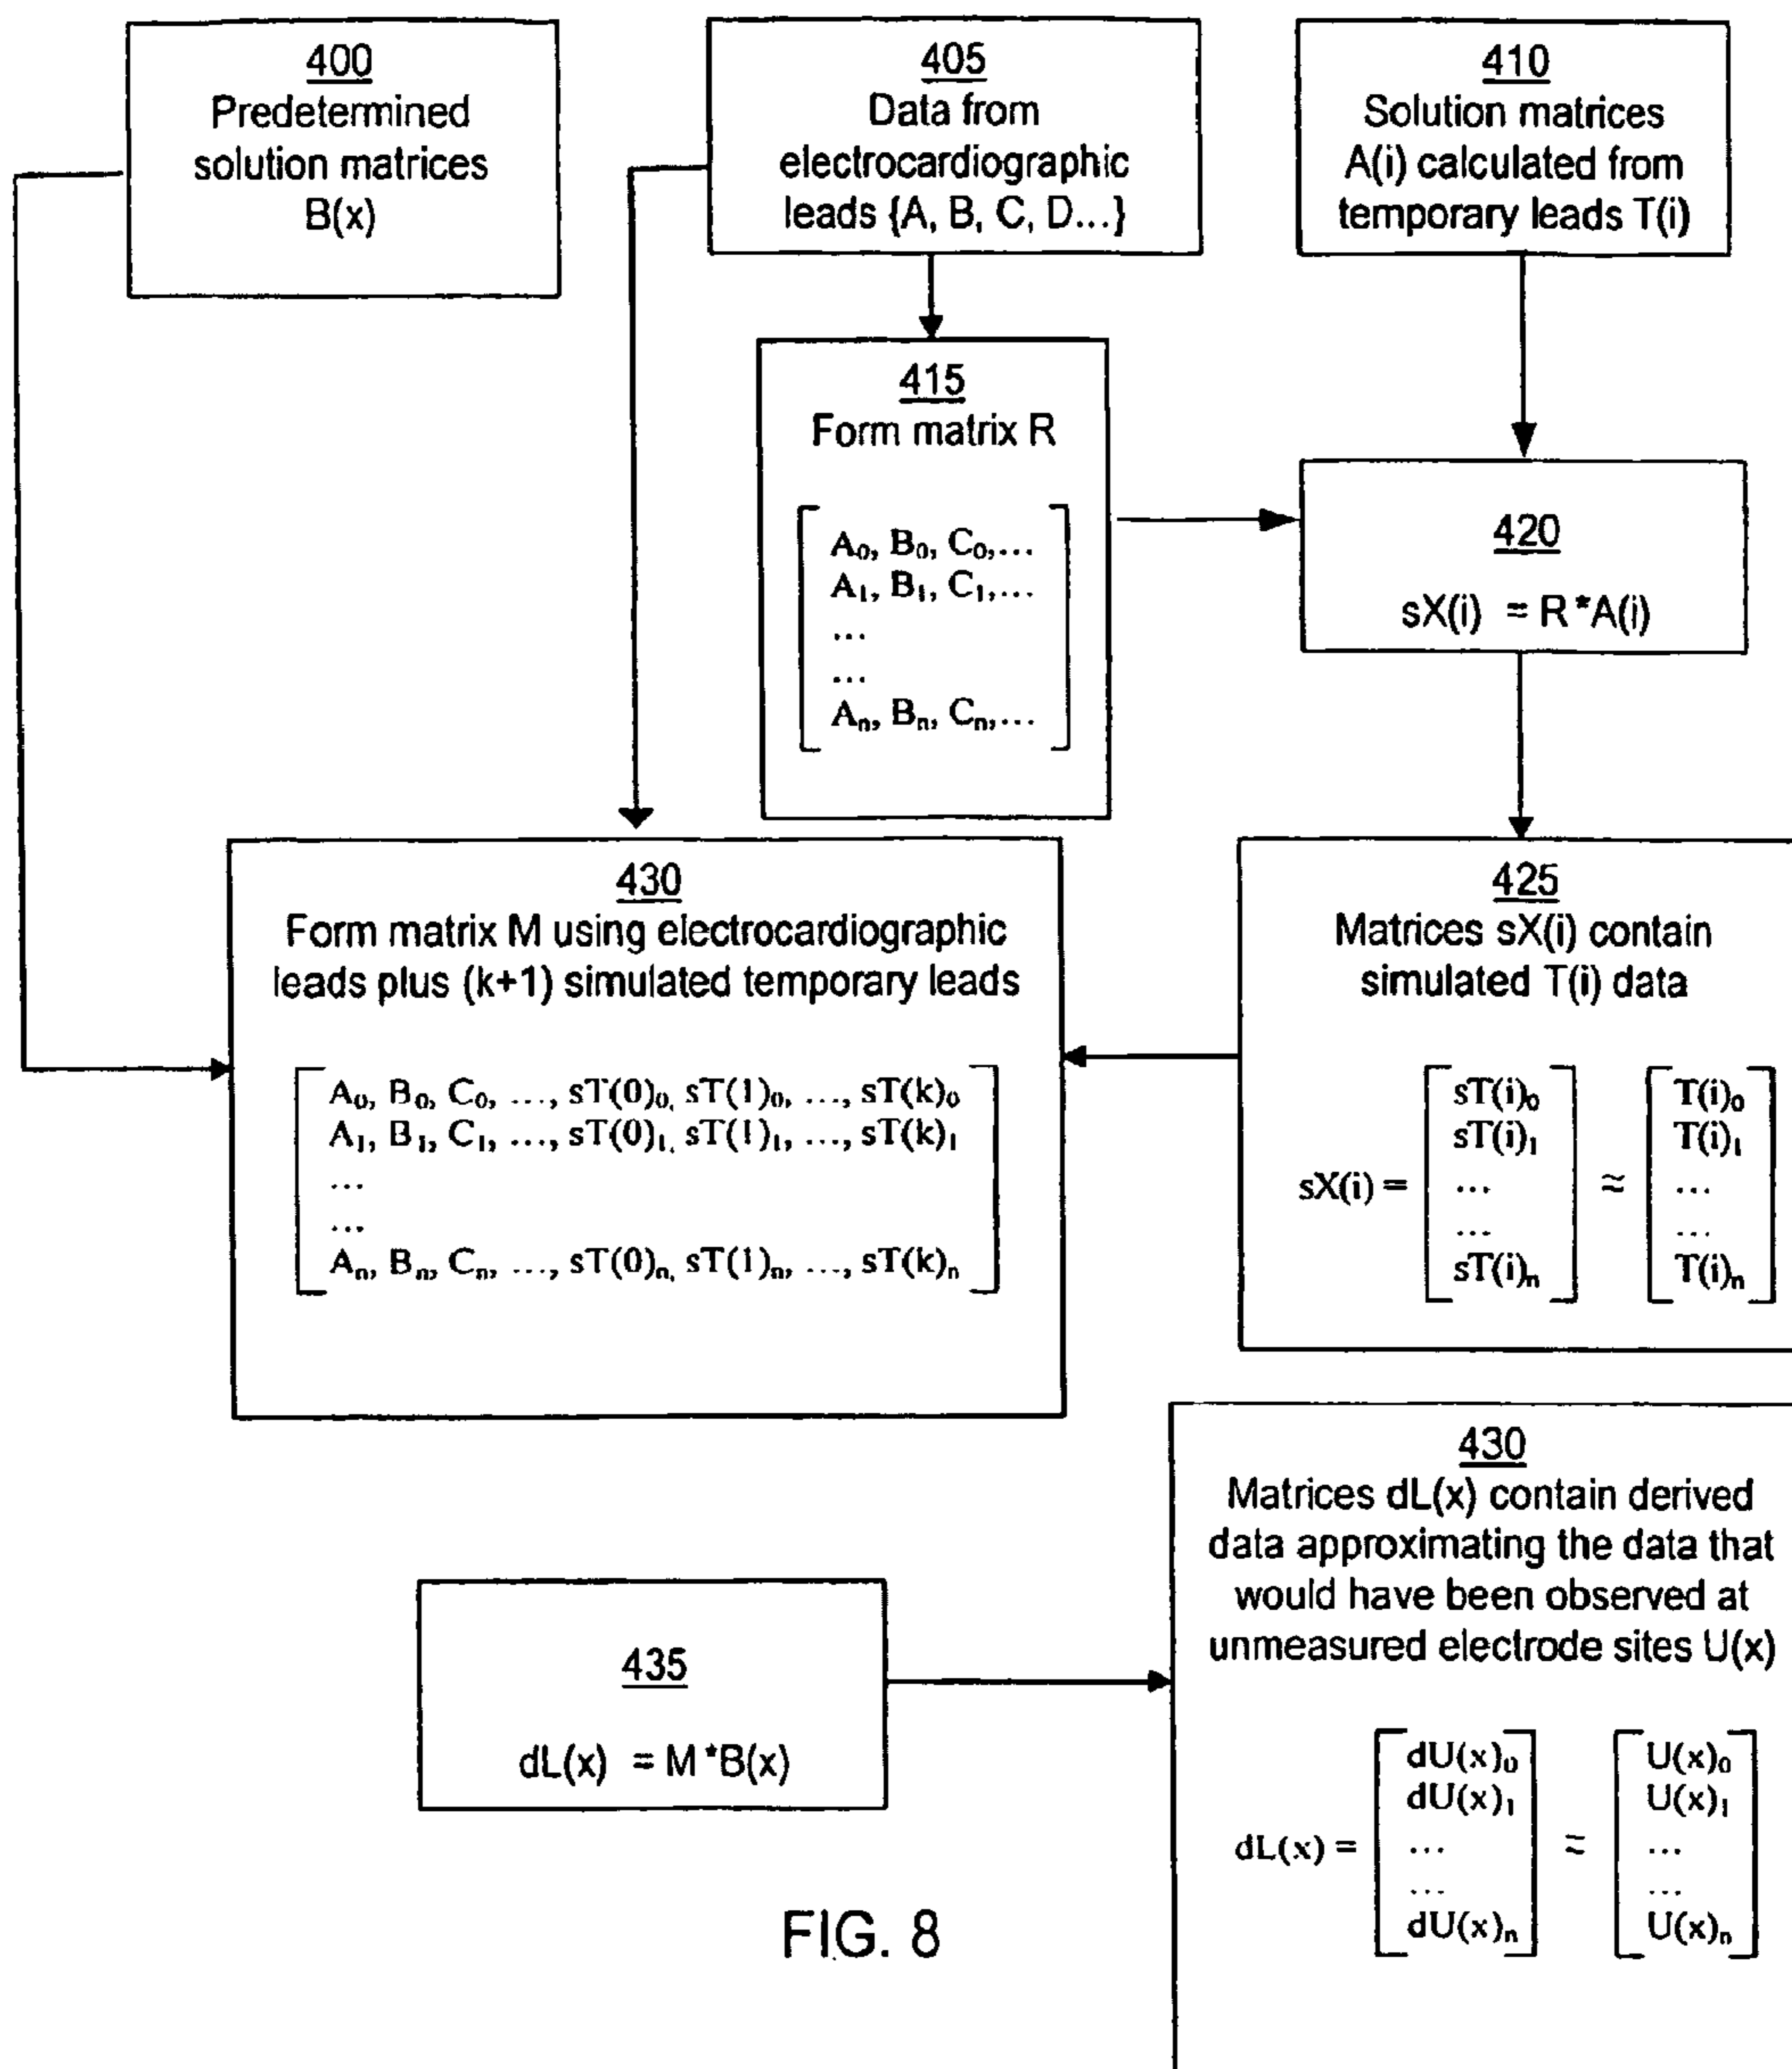 400
Predetermined
solution matrices
B(x)
405
Data from
electrocardiographic
leads {A, B, C, D...}
410
Solution matrices
A(i) calculated from
temporary leads T(i)
415
Form matrix R
A₀, B₀, C₀,...
A₁, B₁, C₁,...
...
...
Aₙ, Bₙ, Cₙ,...
420
sX(i) = R*A(i)
430
Form matrix M using electrocardiographic
leads plus (k+1) simulated temporary leads
A₀, B₀, C₀, ..., sT(0)₀, sT(1)₀, ..., sT(k)₀
A₁, B₁, C₁, ..., sT(0)₁, sT(1)₁, ..., sT(k)₁
...
...
Aₙ, Bₙ, Cₙ, ..., sT(0)ₙ, sT(1)ₙ, ..., sT(k)ₙ
425
Matrices sX(i) contain
simulated T(i) data
sT(i)₀ T(i)₀
sT(i)₁ T(i)₁
sX(i) = ... ≈ ...
... ...
sT(i)ₙ T(i)ₙ
435
dL(x) = M*B(x)
430
Matrices dL(x) contain derived
data approximating the data that
would have been observed at
unmeasured electrode sites U(x)
dU(x)₀ U(x)₀
dU(x)₁ U(x)₁
dL(x) = ... ≈ ...
... ...
dU(x)ₙ U(x)ₙ
FIG. 8